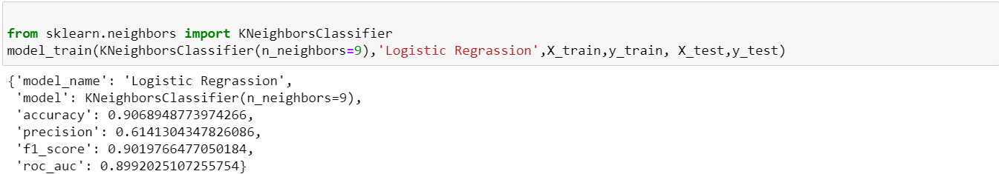 from sklearn.neighbors import KNeighborsClassifier
model_train(KNeighborsClassifier(n_neighbors=9),'Logistic Regrassion',X_train,y_train, X_test,y_test)
{'model_name': 'Logistic Regrassion',
 'model': KNeighborsClassifier(n_neighbors=9),
 'accuracy': 0.9068948773974266,
 'precision': 0.6141304347826086,
 'f1_score': 0.9019766477050184,
 'roc_auc': 0.8992025107255754}